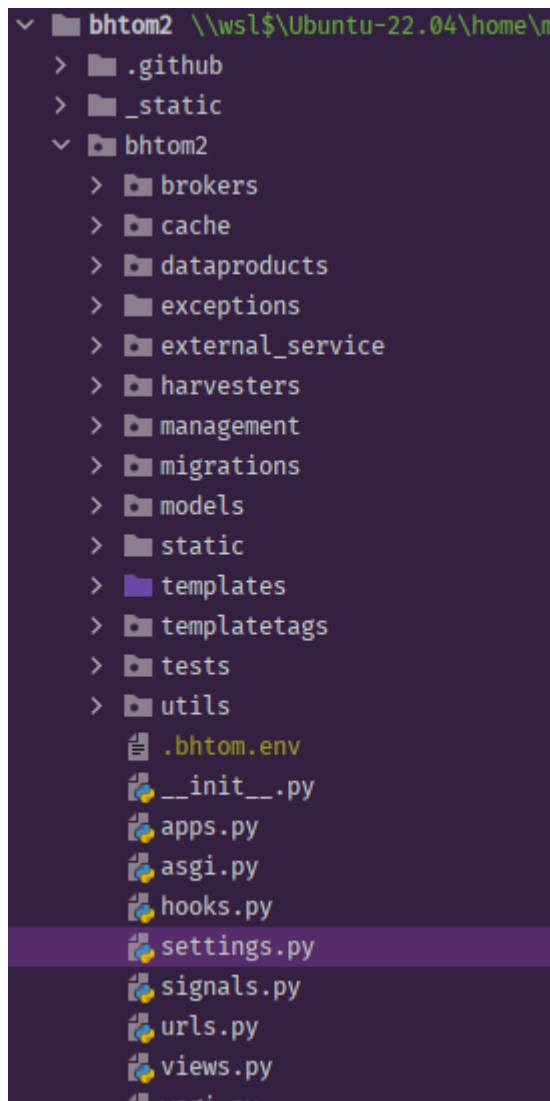 bhtom2 \\wsl$\Ubuntu-22.04\home\
.github
_static
bhtom2
brokers
cache
dataproducts
exceptions
external_service
harvesters
management
migrations
models
static
templates
templatetags
tests
utils
.bhtom.env
__init__.py
apps.py
asgi.py
hooks.py
settings.py
signals.py
urls.py
views.py